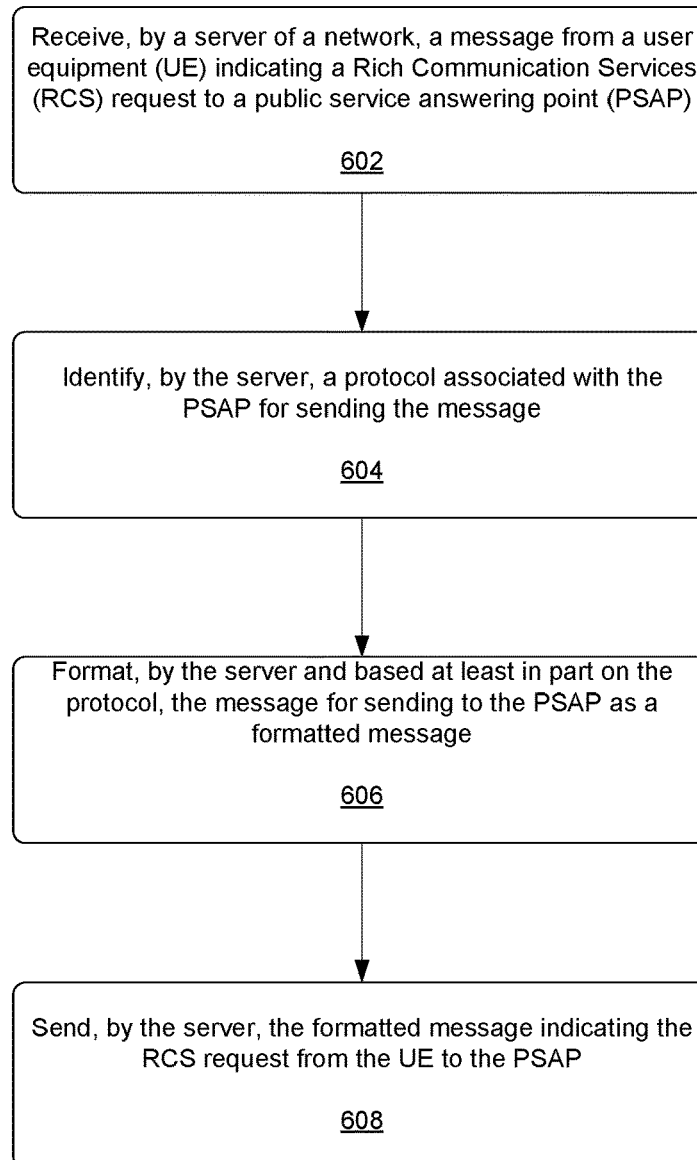 Receive, by a server of a network, a message from a user
equipment (UE) indicating a Rich Communication Services
(RCS) request to a public service answering point (PSAP)
602
Identify, by the server, a protocol associated with the
PSAP for sending the message
604
Format, by the server and based at least in part on the
protocol, the message for sending to the PSAP as a
formatted message
606
Send, by the server, the formatted message indicating the
RCS request from the UE to the PSAP
608